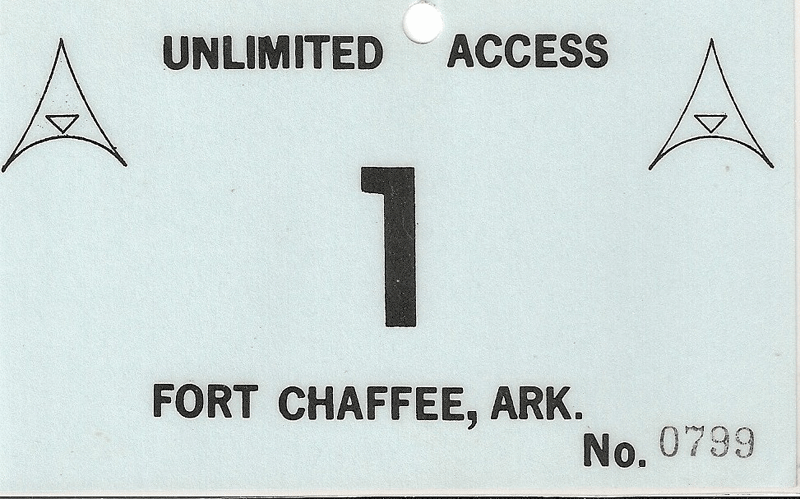 UNLIMITED ACCESS
1
FORT CHAFFEE, ARK.
No. 0799